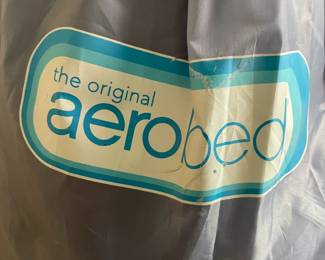 the original
aerobed